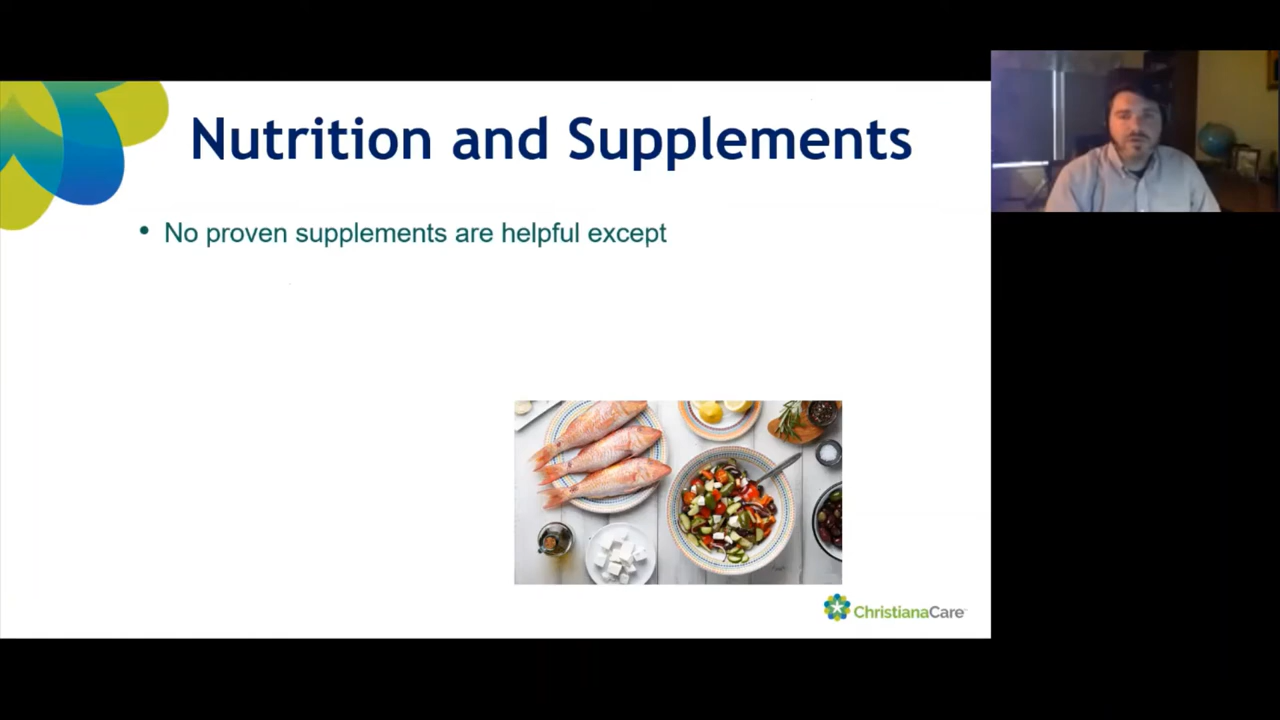 Nutrition and Supplements
• No proven supplements are helpful except
ChristianaCare